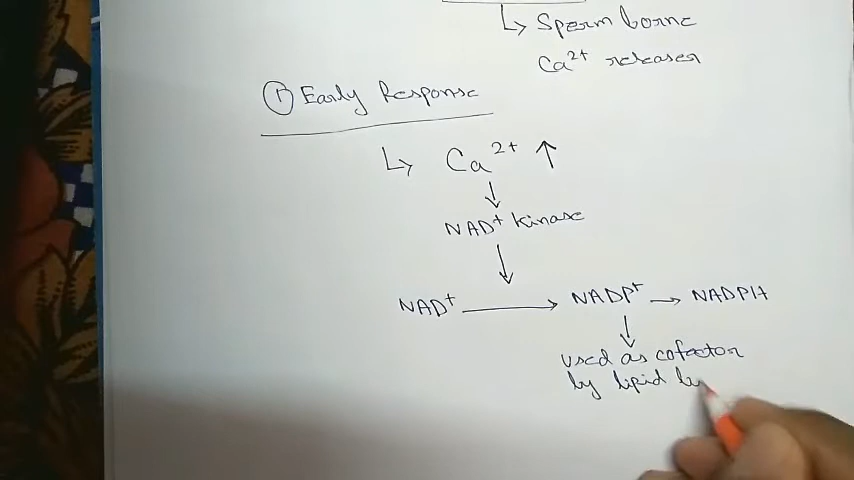 ↳ Sperm borne
Ca²⁺ releaser
① Early Response
↳ Ca²⁺ ↑
↓
NAD⁺ kinase
↓
NAD⁺ → NADP⁺ → NADPH
↓
used as cofactor
by lipid